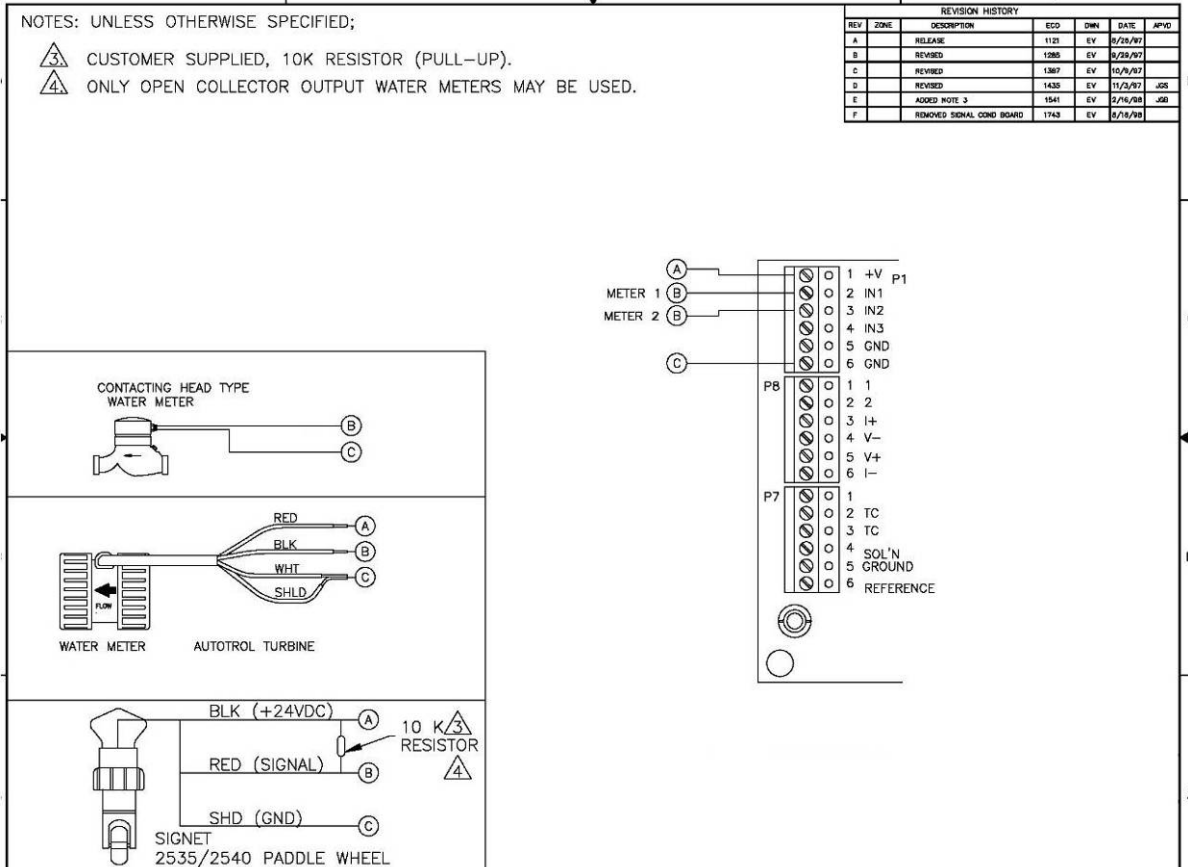 NOTES: UNLESS OTHERWISE SPECIFIED;
3. CUSTOMER SUPPLIED, 10K RESISTOR (PULL-UP).
4. ONLY OPEN COLLECTOR OUTPUT WATER METERS MAY BE USED.
REVISION HISTORY
REV ZONE DESCRIPTION ECO DWN DATE APVD
A RELEASE 1121 EV 6/26/97
B REVISED 1285 EV 9/29/97
C REVISED 1387 EV 10/9/97
D REVISED 1435 EV 11/3/97 JGS
E ADDED NOTE 3 1541 EV 2/16/98
F REMOVED SIGNAL COND BOARD 1743 EV 8/18/98
A 1 +V P1
METER 1 B 2 IN1
METER 2 B 3 IN2
4 IN3
5 GND
C 6 GND
P8 1 1
2 2
3 I+
4 V-
5 V+
6 I-
P7 1
2 TC
3 TC
4 SOL'N
5 GROUND
6 REFERENCE
CONTACTING HEAD TYPE
WATER METER
B
C
RED A
BLK B
WHT C
SHLD
FLOW
WATER METER AUTOTROL TURBINE
BLK (+24VDC) A
10 K 3
RESISTOR
RED (SIGNAL) B 4
SHD (GND) C
SIGNET
2535/2540 PADDLE WHEEL